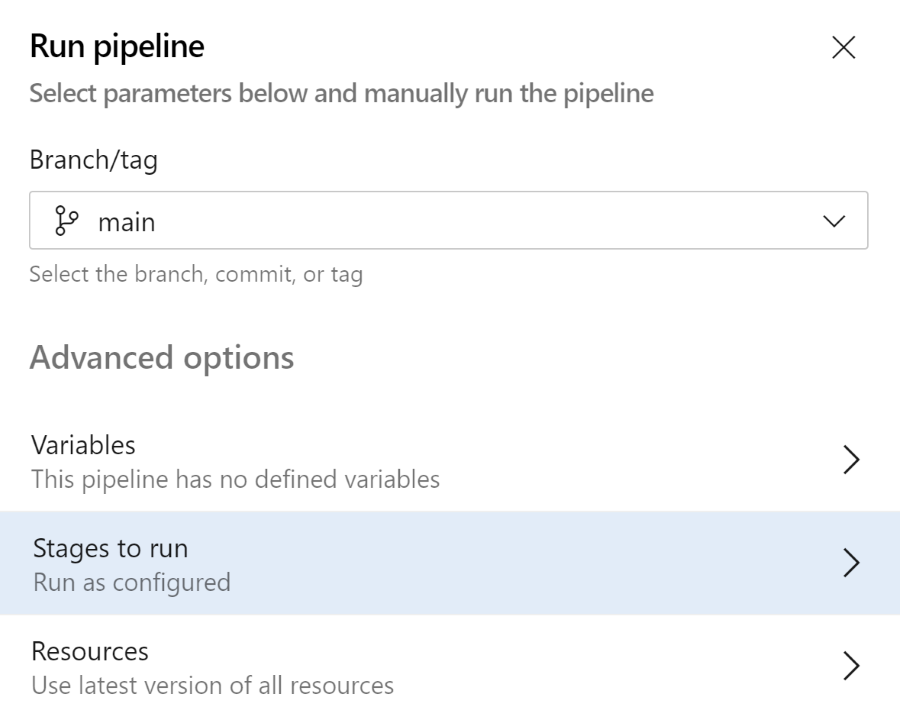 Run pipeline
Select parameters below and manually run the pipeline
Branch/tag
main
Select the branch, commit, or tag
Advanced options
Variables
This pipeline has no defined variables
Stages to run
Run as configured
Resources
Use latest version of all resources